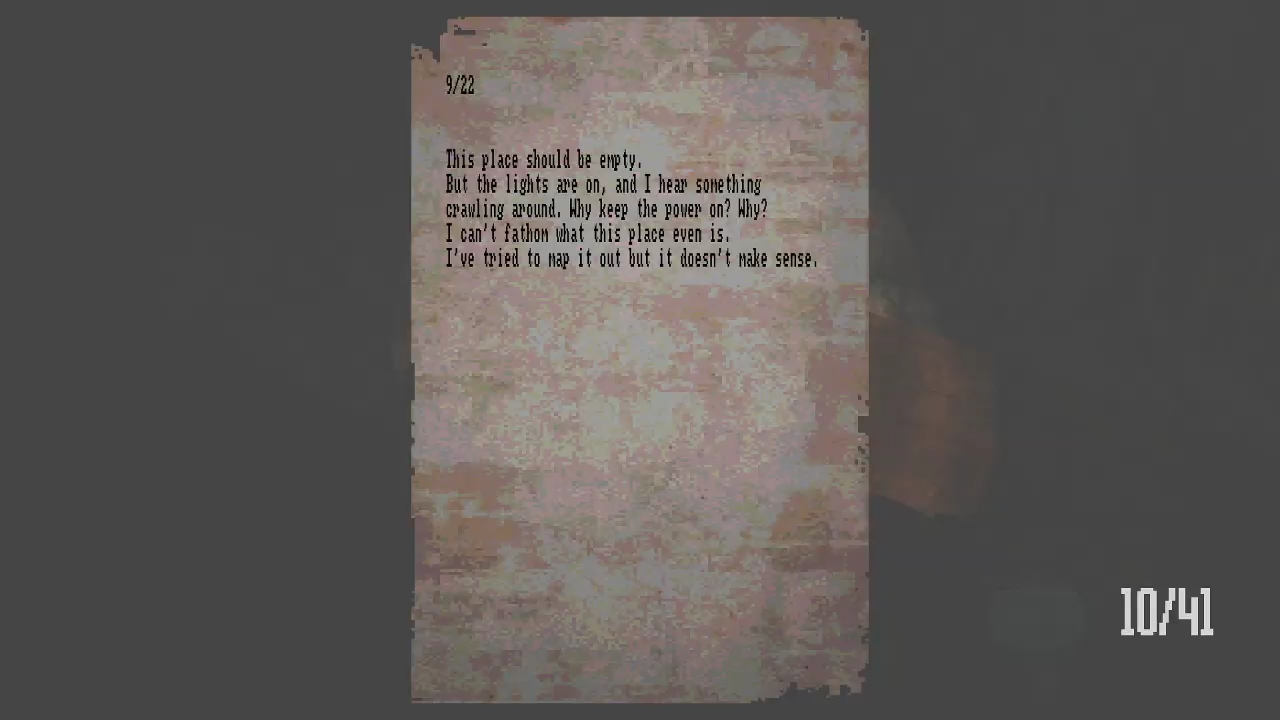 9/22
This place should be empty.
But the lights are on, and I hear something
crawling around. Why keep the power on? Why?
I can't fathom what this place even is.
I've tried to map it out but it doesn't make sense.
10/41